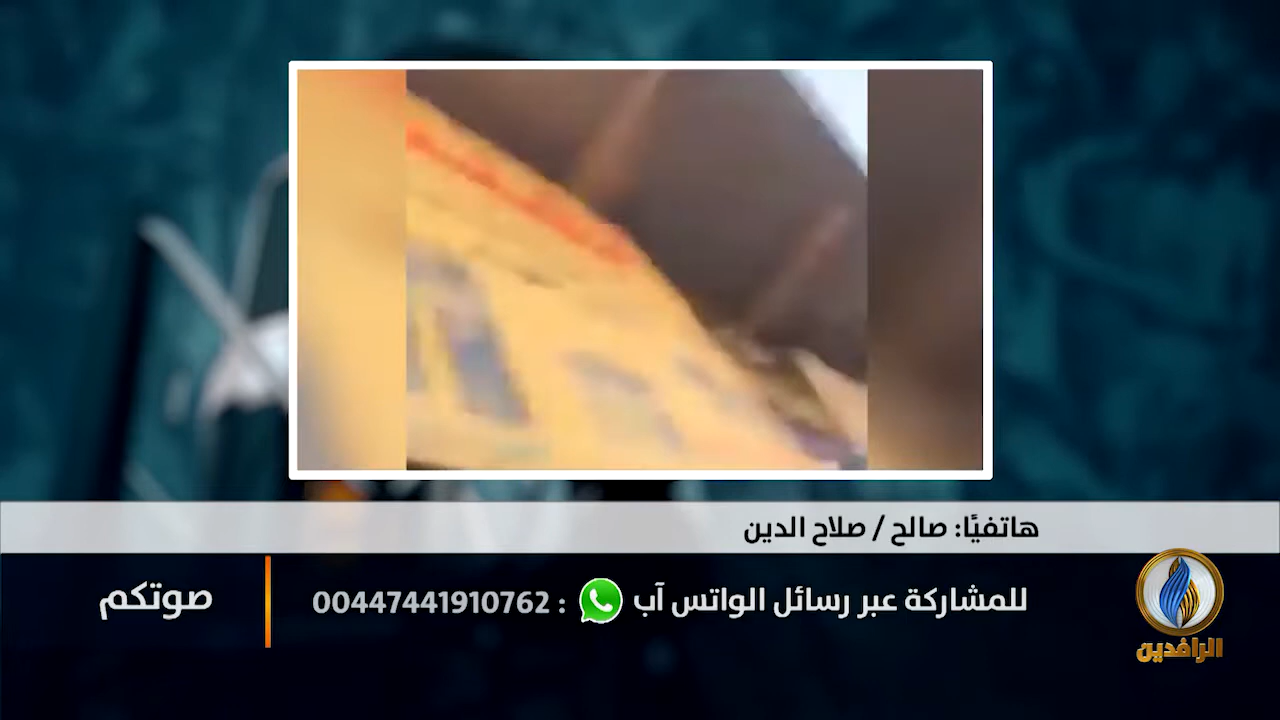 هاتفيًا: صالح / صلاح الدين
للمشاركة عبر رسائل الواتس آب : 00447441910762
صوتكم
الرافدين